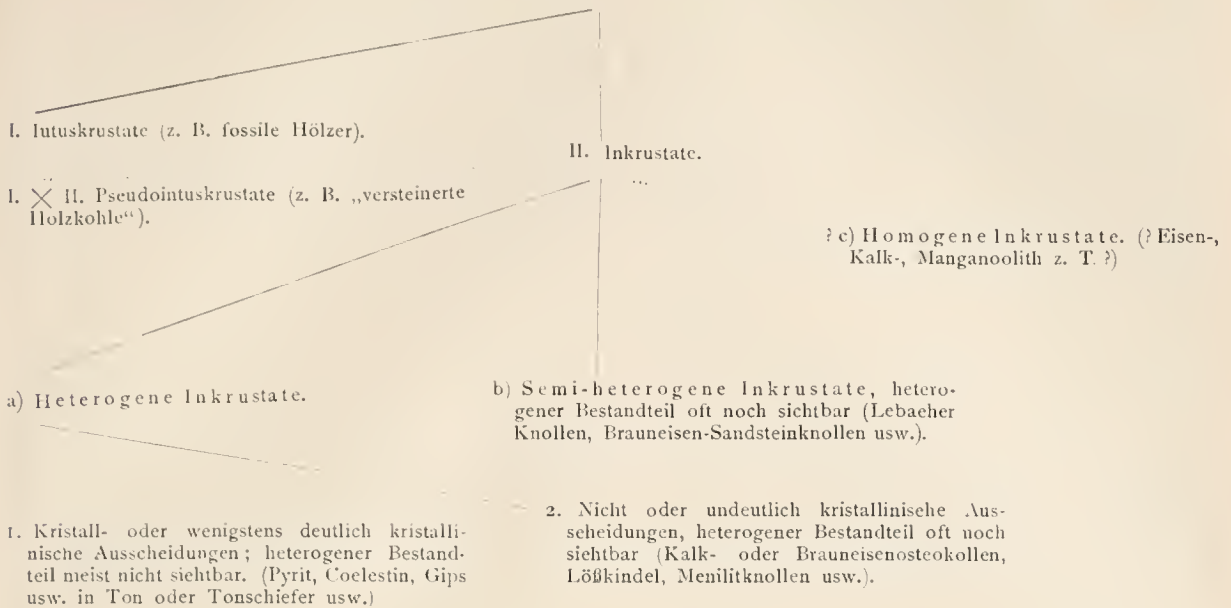 I. Intuskrustate (z. B. fossile Hölzer).
II. Inkrustate.
I. × II. Pseudointuskrustate (z. B. „versteinerte
Holzkohle“).
? c) Homogene Inkrustate. (? Eisen-,
Kalk-, Manganoolith z. T. ?)
a) Heterogene Inkrustate.
b) Semi-heterogene Inkrustate, hetero-
gener Bestandteil oft noch sichtbar (Lebacher
Knollen, Brauneisen-Sandsteinknollen usw.).
1. Kristall- oder wenigstens deutlich kristalli-
nische Ausscheidungen; heterogener Bestand-
teil meist nicht sichtbar. (Pyrit, Coelestin, Gips
usw. in Ton oder Tonschiefer usw.)
2. Nicht oder undeutlich kristallinische Aus-
scheidungen, heterogener Bestandteil oft noch
sichtbar (Kalk- oder Brauneisenosteokollen,
Lößkindel, Menilitknollen usw.).